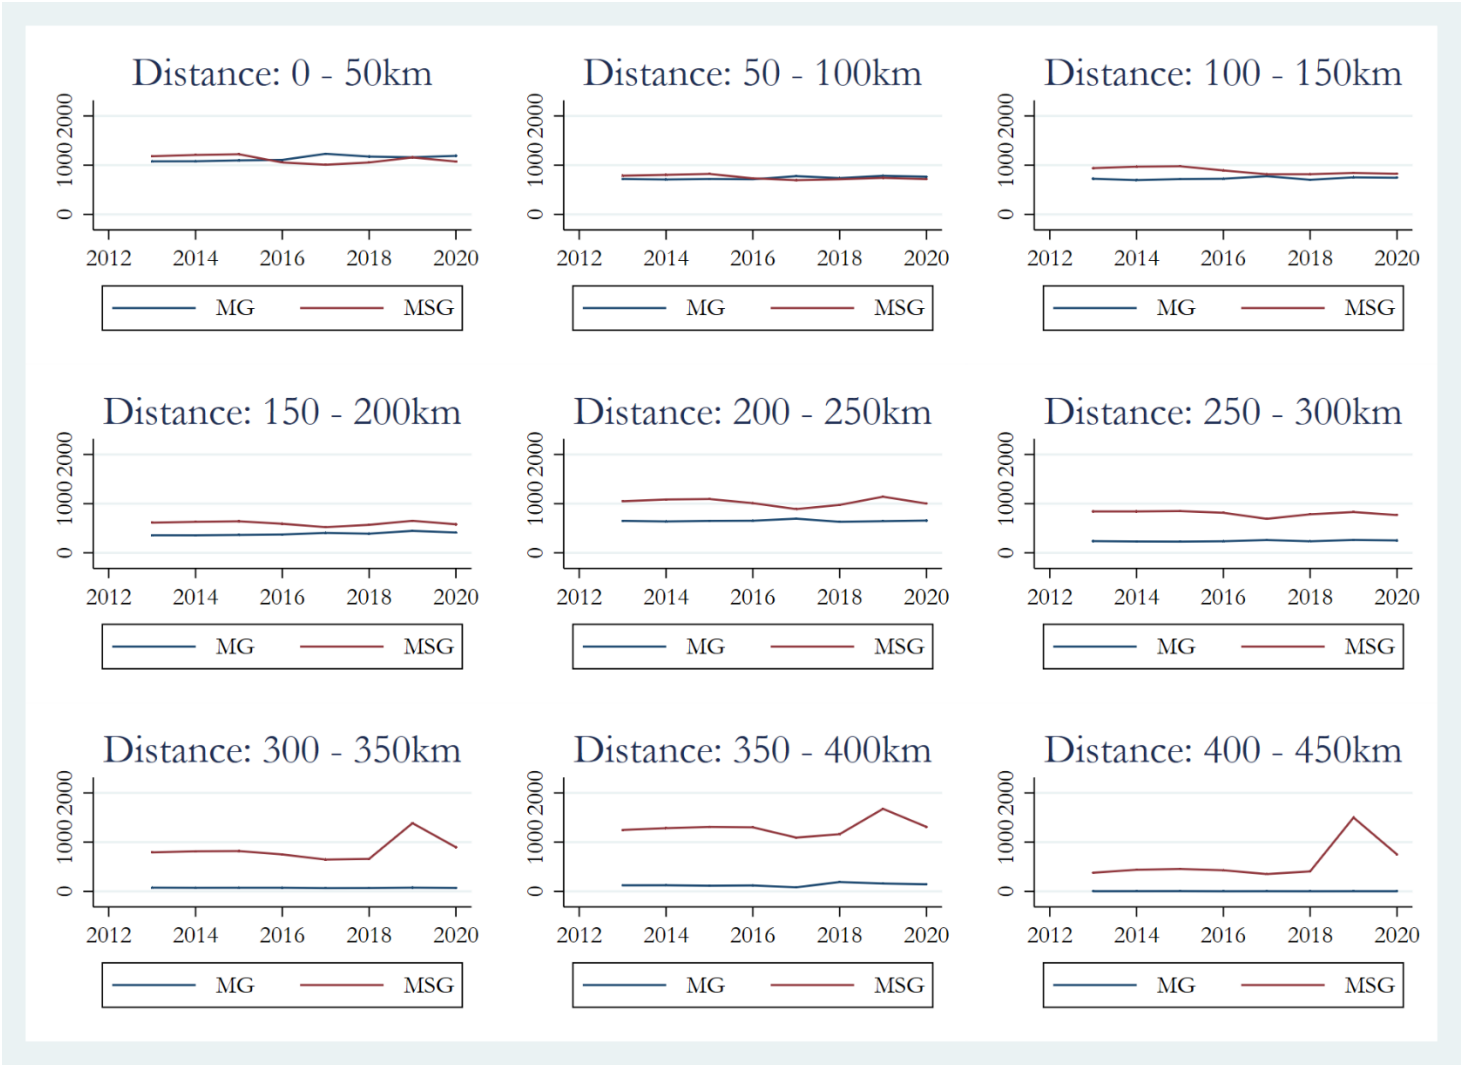 Distance: 0 - 50km
2000
1000
0
2012 2014 2016 2018 2020
MG MSG
Distance: 50 - 100km
2000
1000
0
2012 2014 2016 2018 2020
MG MSG
Distance: 100 - 150km
2000
1000
0
2012 2014 2016 2018 2020
MG MSG
Distance: 150 - 200km
2000
1000
0
2012 2014 2016 2018 2020
MG MSG
Distance: 200 - 250km
2000
1000
0
2012 2014 2016 2018 2020
MG MSG
Distance: 250 - 300km
2000
1000
0
2012 2014 2016 2018 2020
MG MSG
Distance: 300 - 350km
2000
1000
0
2012 2014 2016 2018 2020
MG MSG
Distance: 350 - 400km
2000
1000
0
2012 2014 2016 2018 2020
MG MSG
Distance: 400 - 450km
2000
1000
0
2012 2014 2016 2018 2020
MG MSG